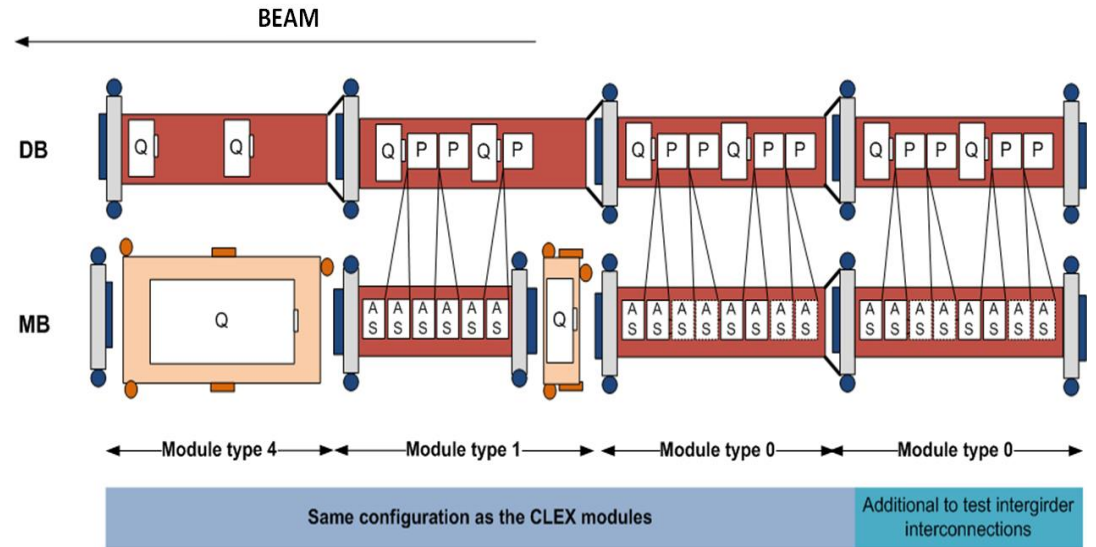 BEAM
DB
Q Q Q P P Q P Q P P Q P P Q P P Q P P
MB
Q A S A S A S A S A S A S Q A S A S A S A S A S A S A S A S A S A S A S A S A S A S A S A S
Module type 4 Module type 1 Module type 0 Module type 0
Same configuration as the CLEX modules
Additional to test intergirder
interconnections